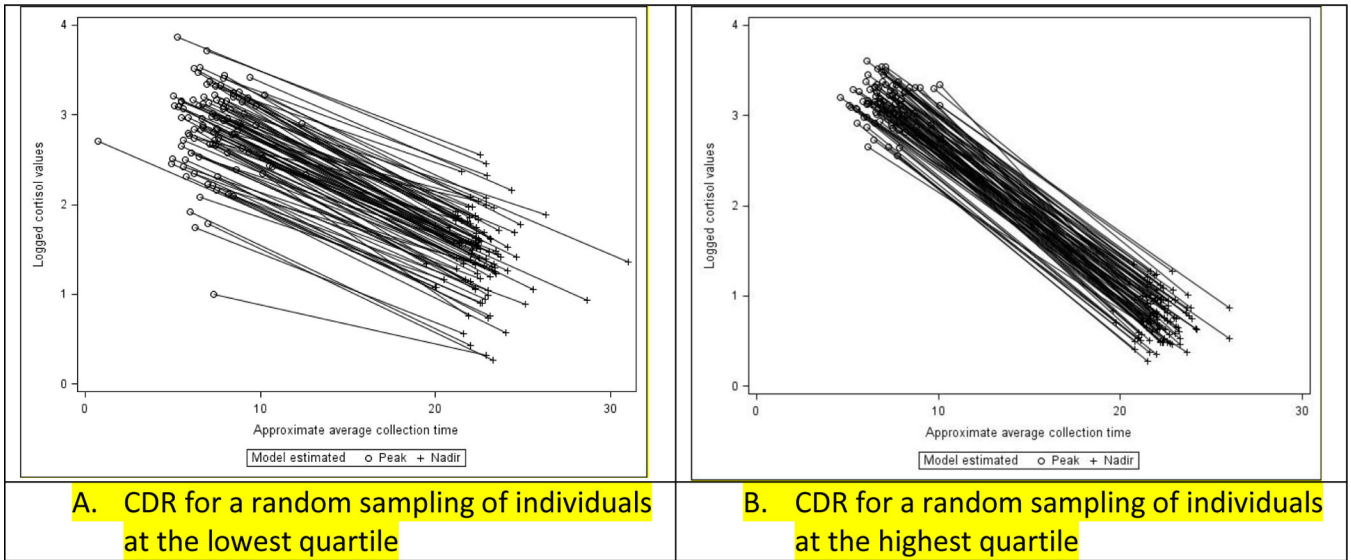 4
3
2
1
0
Logged cortisol values
0 10 20 30
Approximate average collection time
Model estimated o Peak + Nadir
A. CDR for a random sampling of individuals
at the lowest quartile
4
3
2
1
0
Logged cortisol values
0 10 20 30
Approximate average collection time
Model estimated o Peak + Nadir
B. CDR for a random sampling of individuals
at the highest quartile